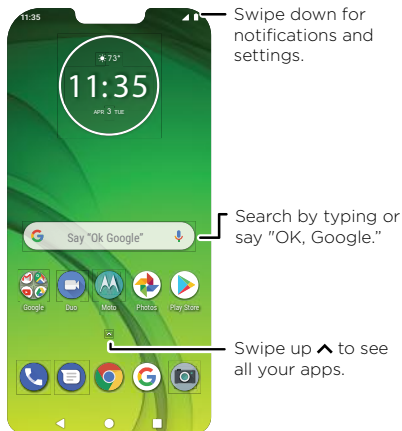 11:35
Swipe down for
notifications and
settings.
73°
11:35
APR 3 TUE
Search by typing or
say "OK, Google."
Say "Ok Google"
Google Duo Moto Photos Play Store
Swipe up ^ to see
all your apps.